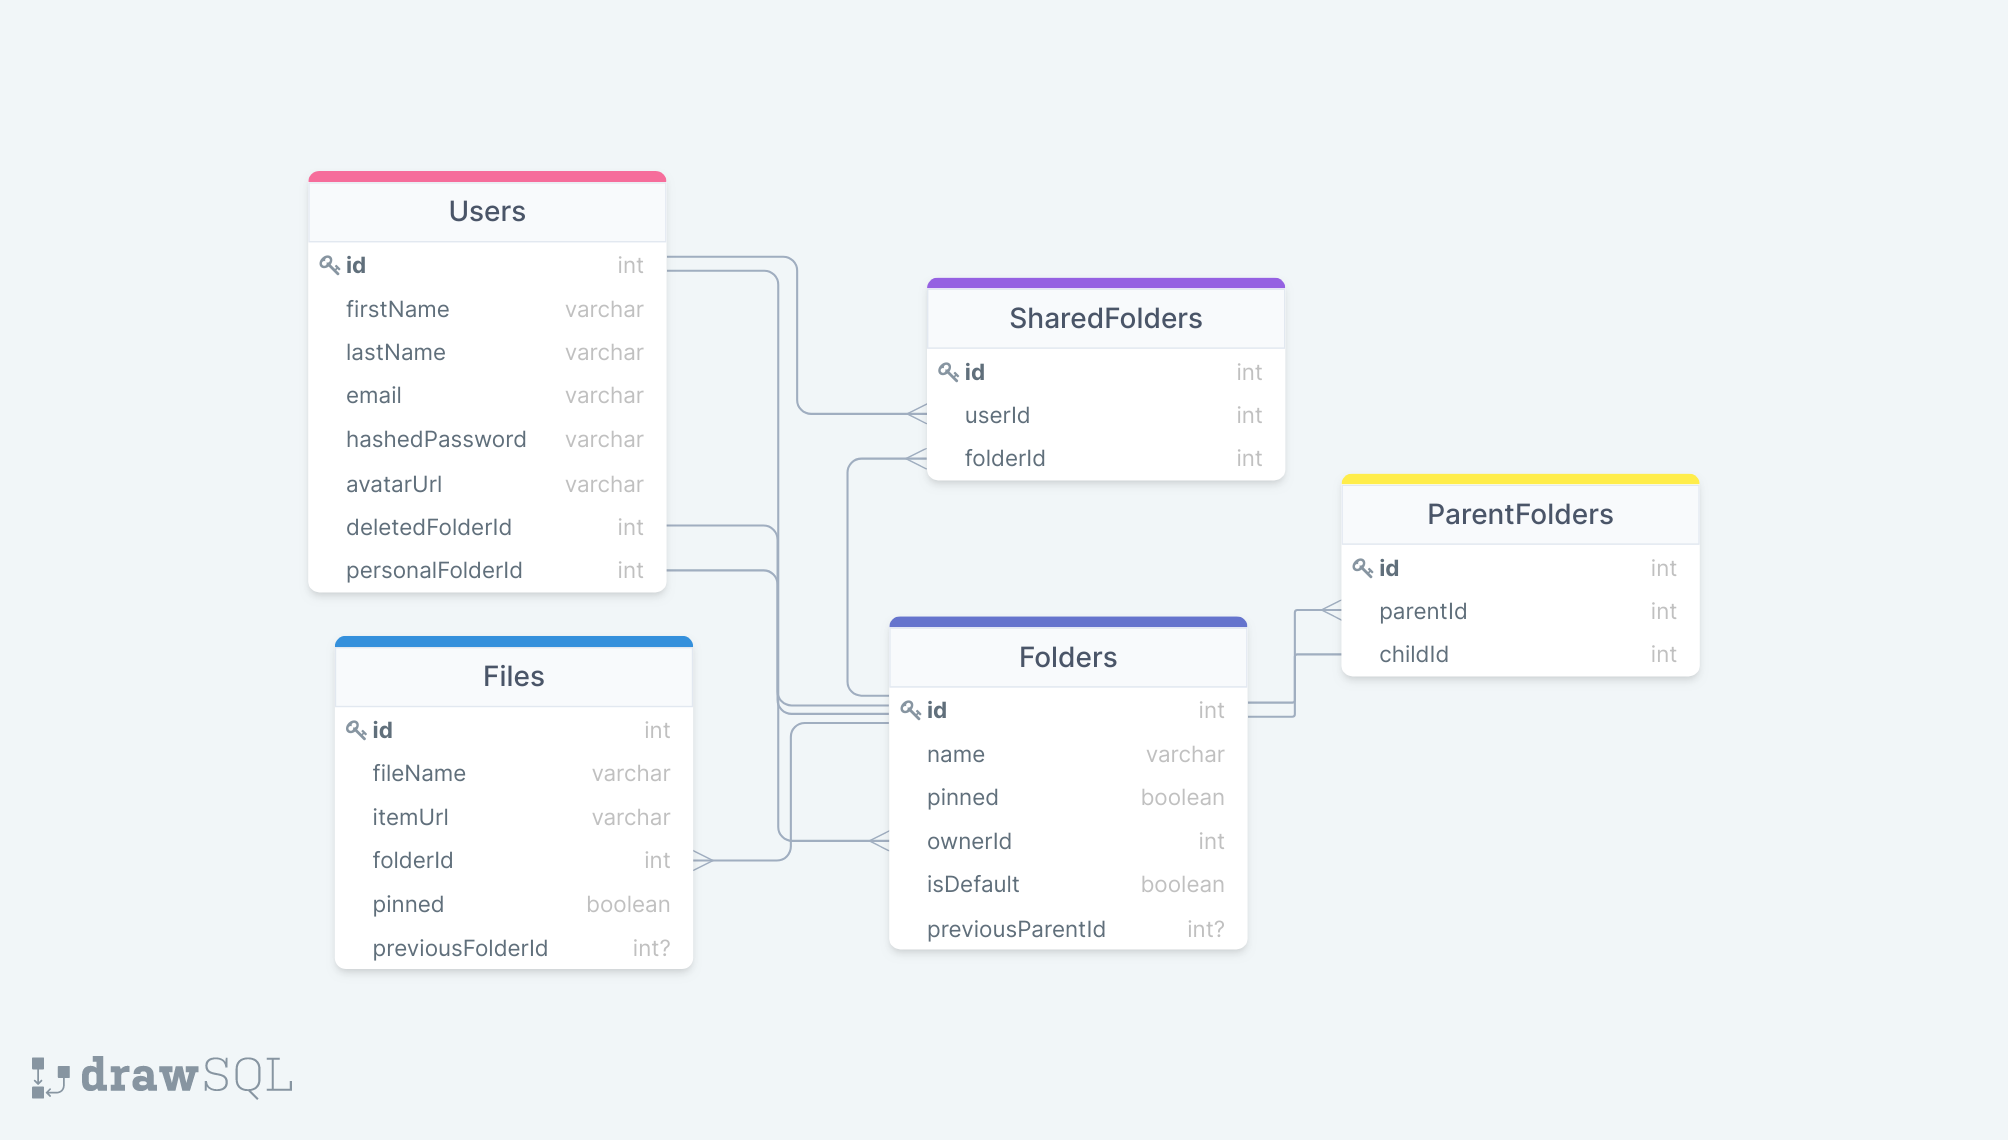 Users
id int
firstName varchar
lastName varchar
email varchar
hashedPassword varchar
avatarUrl varchar
deletedFolderId int
personalFolderId int
SharedFolders
id int
userId int
folderId int
ParentFolders
id int
parentId int
childId int
Files
id int
fileName varchar
itemUrl varchar
folderId int
pinned boolean
previousFolderId int?
Folders
id int
name varchar
pinned boolean
ownerId int
isDefault boolean
previousParentId int?
drawSQL